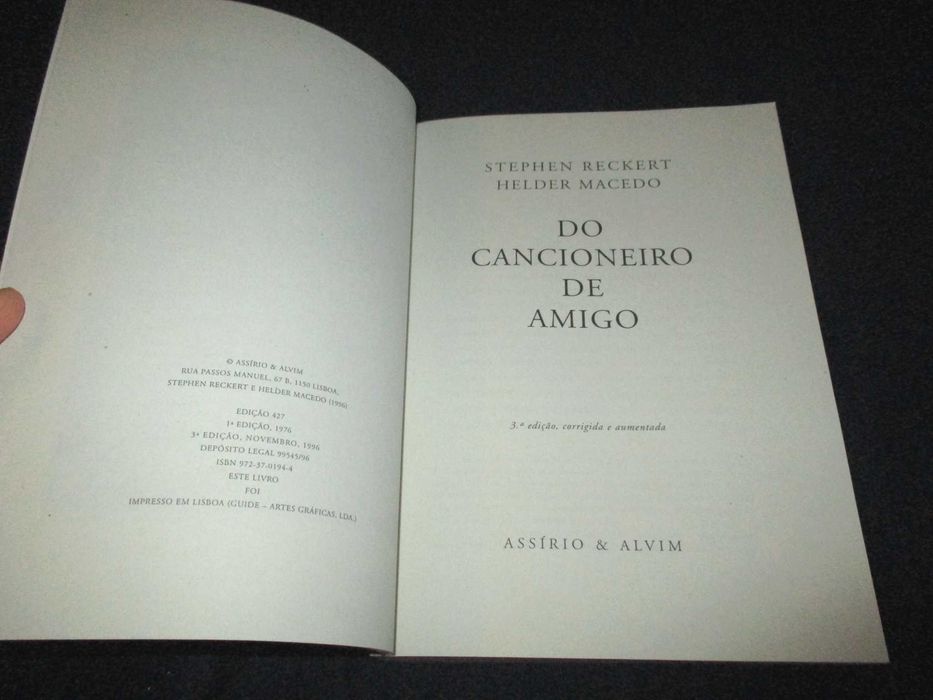 © ASSÍRIO & ALVIM
RUA PASSOS MANUEL, 67 B, 1150 LISBOA,
STEPHEN RECKERT E HELDER MACEDO (1996)
EDIÇÃO 427
1ª EDIÇÃO, 1976
3ª EDIÇÃO, NOVEMBRO, 1996
DEPÓSITO LEGAL 99545/96
ISBN 972-37-0194-4
ESTE LIVRO
FOI
IMPRESSO EM LISBOA (GUIDE – ARTES GRÁFICAS, LDA.)
STEPHEN RECKERT
HELDER MACEDO
DO
CANCIONEIRO
DE
AMIGO
3.ª edição, corrigida e aumentada
ASSÍRIO & ALVIM